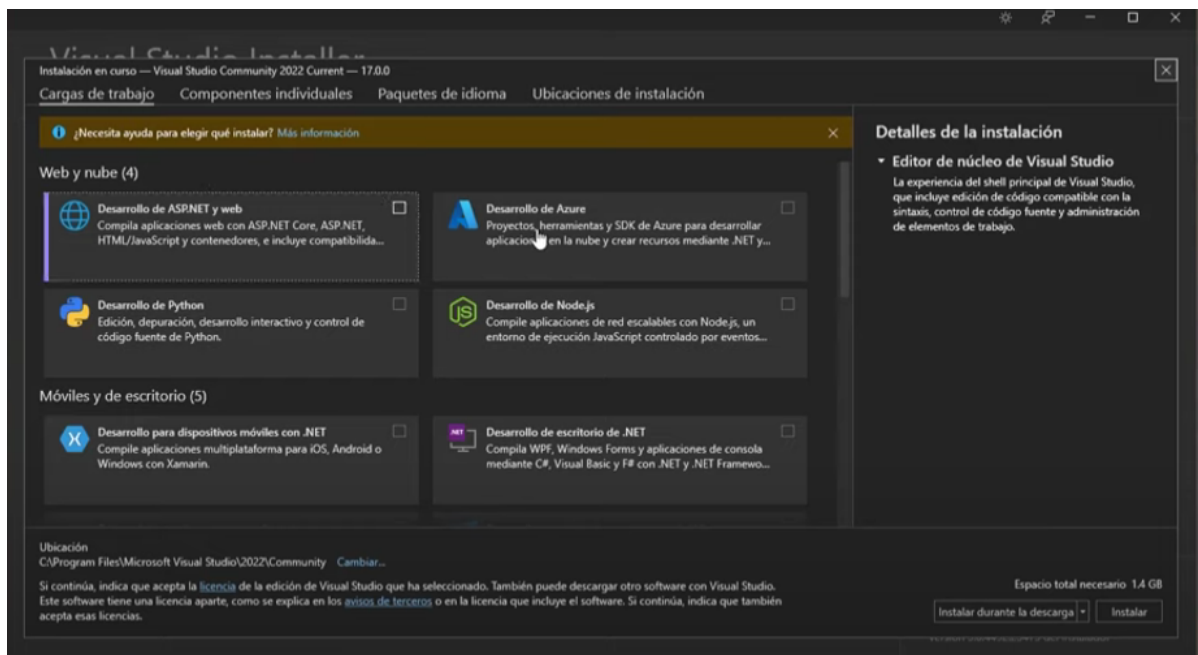 Visual Studio Installer
Instalación en curso — Visual Studio Community 2022 Current — 17.0.0
Cargas de trabajo Componentes individuales Paquetes de idioma Ubicaciones de instalación
¿Necesita ayuda para elegir qué instalar? Más información
Web y nube (4)
Desarrollo de ASP.NET y web
Compila aplicaciones web con ASP.NET Core, ASP.NET,
HTML/JavaScript y contenedores, e incluye compatibilida...
Desarrollo de Azure
Proyectos, herramientas y SDK de Azure para desarrollar
aplicaciones en la nube y crear recursos mediante .NET y...
Desarrollo de Python
Edición, depuración, desarrollo interactivo y control de
código fuente de Python.
JS
Desarrollo de Node.js
Compile aplicaciones de red escalables con Node.js, un
entorno de ejecución JavaScript controlado por eventos...
Móviles y de escritorio (5)
Desarrollo para dispositivos móviles con .NET
Compile aplicaciones multiplataforma para iOS, Android o
Windows con Xamarin.
.NET
Desarrollo de escritorio de .NET
Compila WPF, Windows Forms y aplicaciones de consola
mediante C#, Visual Basic y F# con .NET y .NET Framewo...
Detalles de la instalación
Editor de núcleo de Visual Studio
La experiencia del shell principal de Visual Studio,
que incluye edición de código compatible con la
sintaxis, control de código fuente y administración
de elementos de trabajo.
Ubicación
C:\Program Files\Microsoft Visual Studio\2022\Community Cambiar...
Si continúa, indica que acepta la licencia de la edición de Visual Studio que ha seleccionado. También puede descargar otro software con Visual Studio.
Este software tiene una licencia aparte, como se explica en los avisos de terceros o en la licencia que incluye el software. Si continúa, indica que también
acepta esas licencias.
Espacio total necesario 1.4 GB
Instalar durante la descarga Instalar